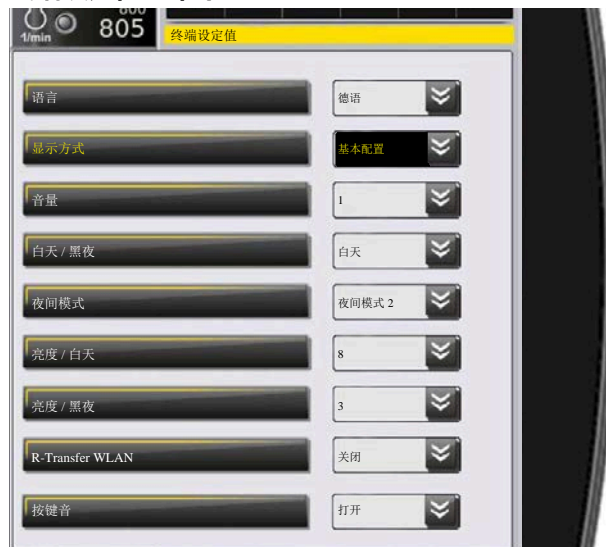 800
1/min 805
终端设定值
语言 德语
显示方式 基本配置
音量 1
白天 / 黑夜 白天
夜间模式 夜间模式 2
亮度 / 白天 8
亮度 / 黑夜 3
R-Transfer WLAN 关闭
按键音 打开